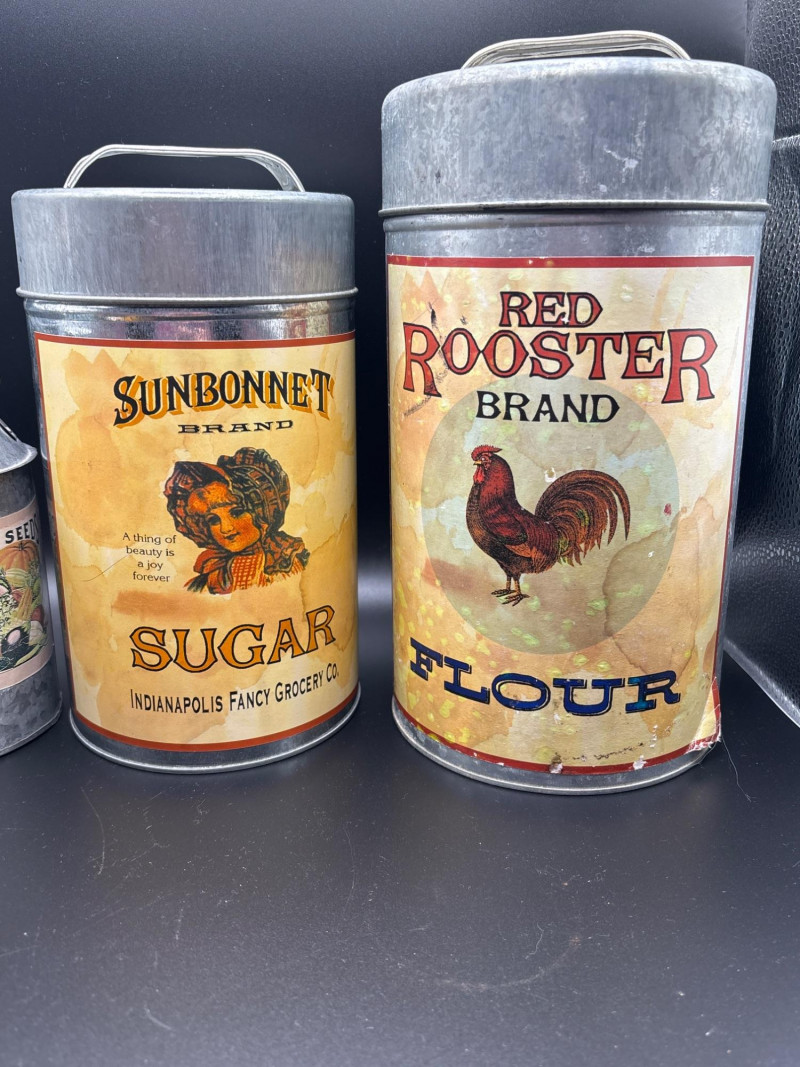 SEED
SUNBONNET
BRAND
A thing of
beauty is
a joy
forever
SUGAR
INDIANAPOLIS FANCY GROCERY CO.
RED
ROOSTER
BRAND
FLOUR